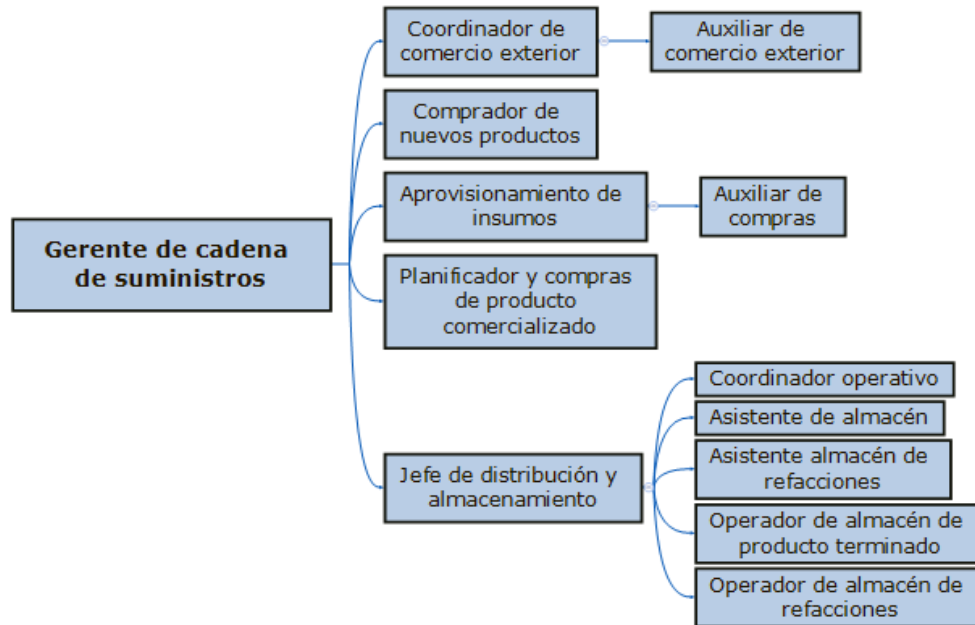 Coordinador de
comercio exterior
Auxiliar de
comercio exterior
Comprador de
nuevos productos
Aprovisionamiento de
insumos
Auxiliar de
compras
Gerente de cadena
de suministros
Planificador y compras
de producto
comercializado
Jefe de distribución y
almacenamiento
Coordinador operativo
Asistente de almacén
Asistente almacén de
refacciones
Operador de almacén de
producto terminado
Operador de almacén de
refacciones